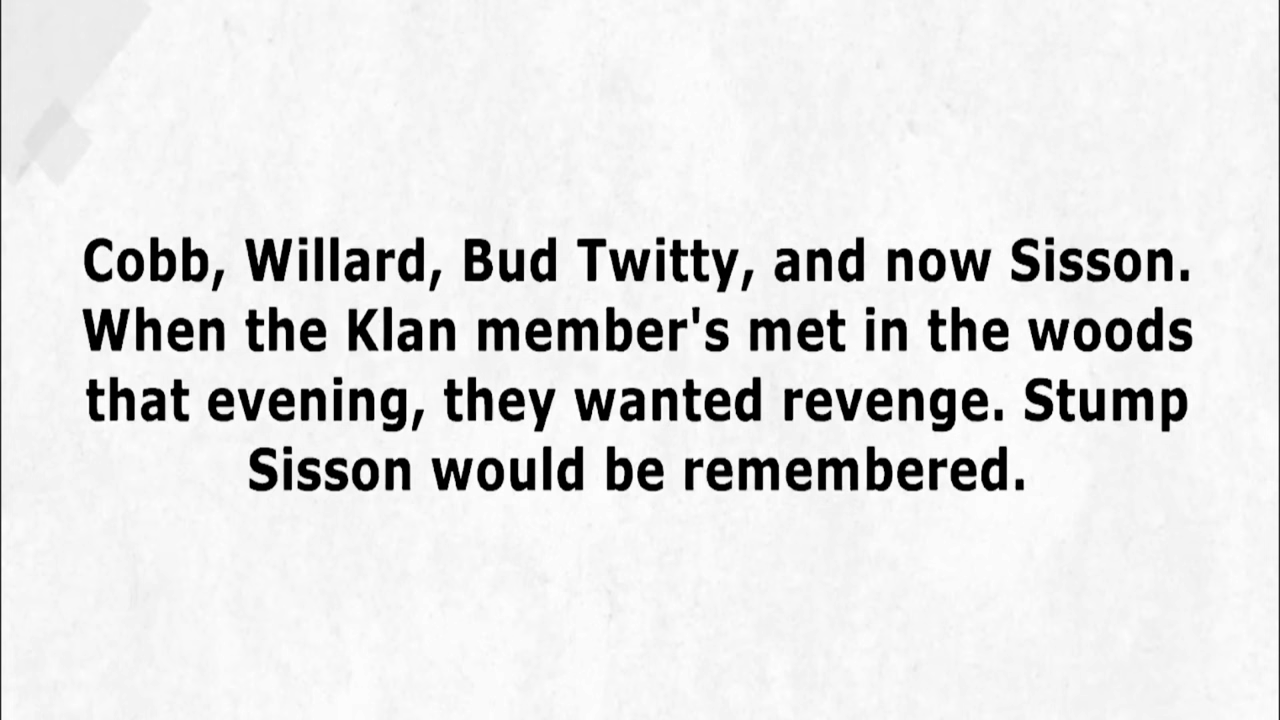 Cobb, Willard, Bud Twitty, and now Sisson.
When the Klan member's met in the woods
that evening, they wanted revenge. Stump
Sisson would be remembered.